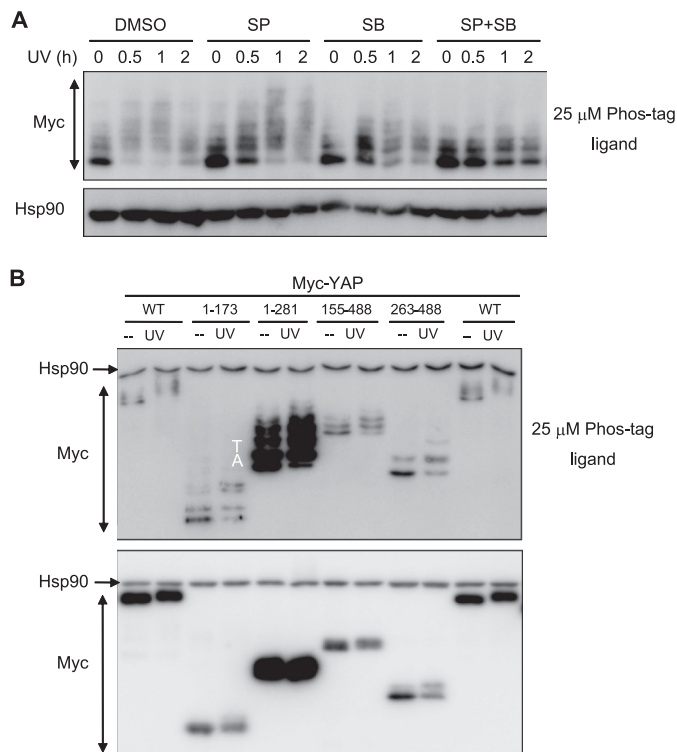 A
DMSO SP SB SP+SB
UV (h) 0 0.5 1 2 0 0.5 1 2 0 0.5 1 2 0 0.5 1 2
Myc
25 μM Phos-tag
ligand
Hsp90
B
Myc-YAP
WT 1-173 1-281 155-488 263-488 WT
-- UV -- UV -- UV -- UV -- UV – UV
Hsp90
T
A
Myc
25 μM Phos-tag
ligand
Hsp90
Myc